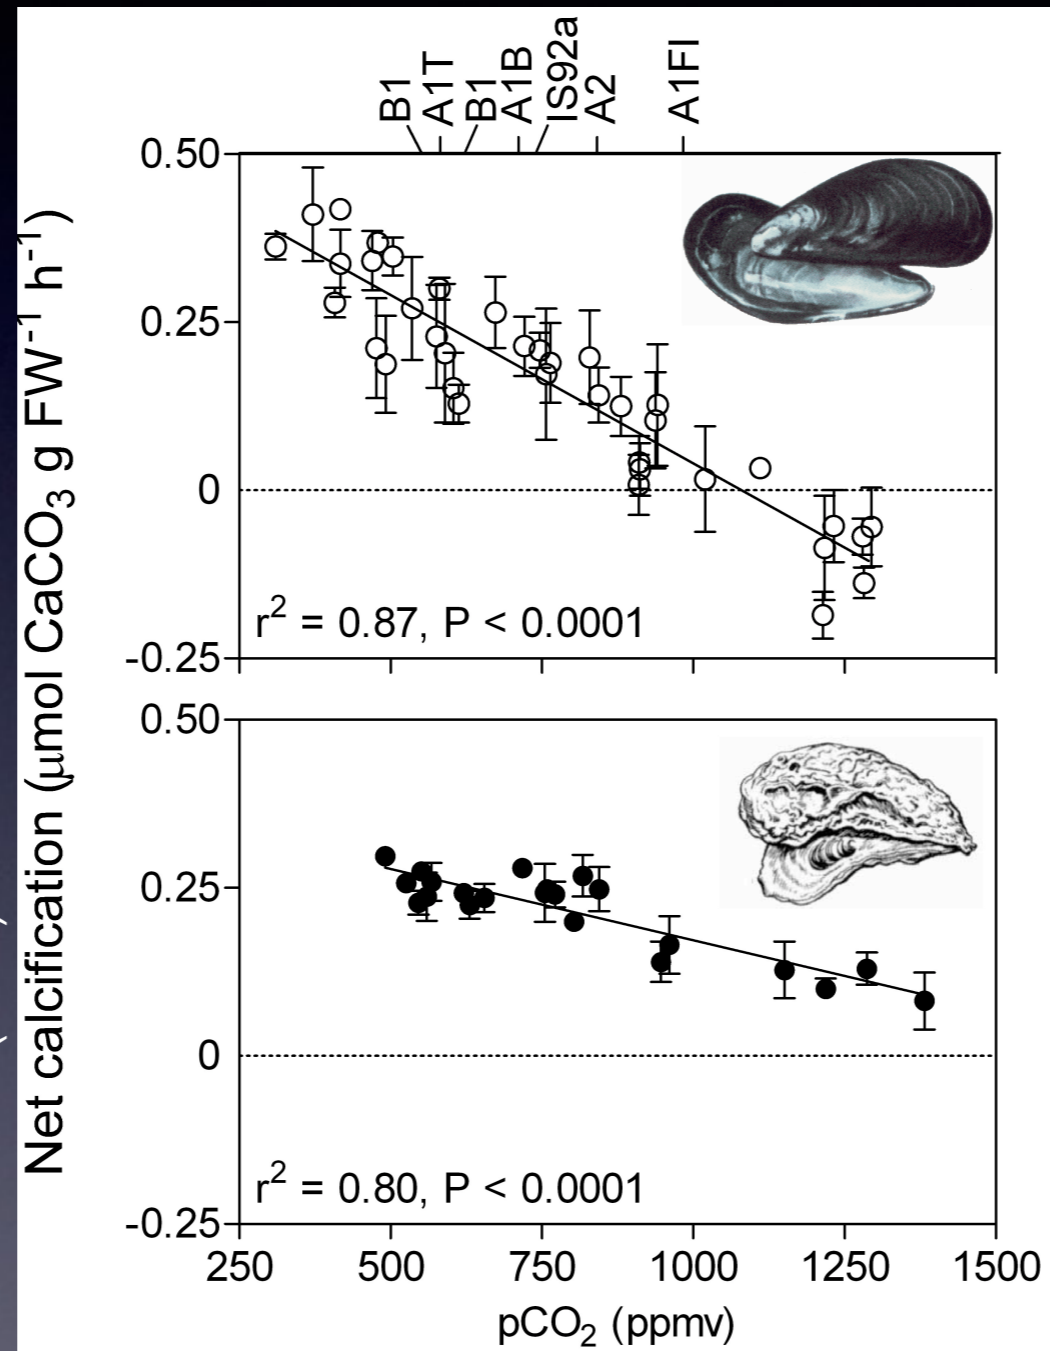 B1 A1T B1 A1B IS92a A2 A1FI
Net calcification (µmol CaCO₃ g FW⁻¹ h⁻¹)
0.50
0.25
0
-0.25
r² = 0.87, P < 0.0001
0.50
0.25
0
-0.25
r² = 0.80, P < 0.0001
250 500 750 1000 1250 1500
pCO₂ (ppmv)